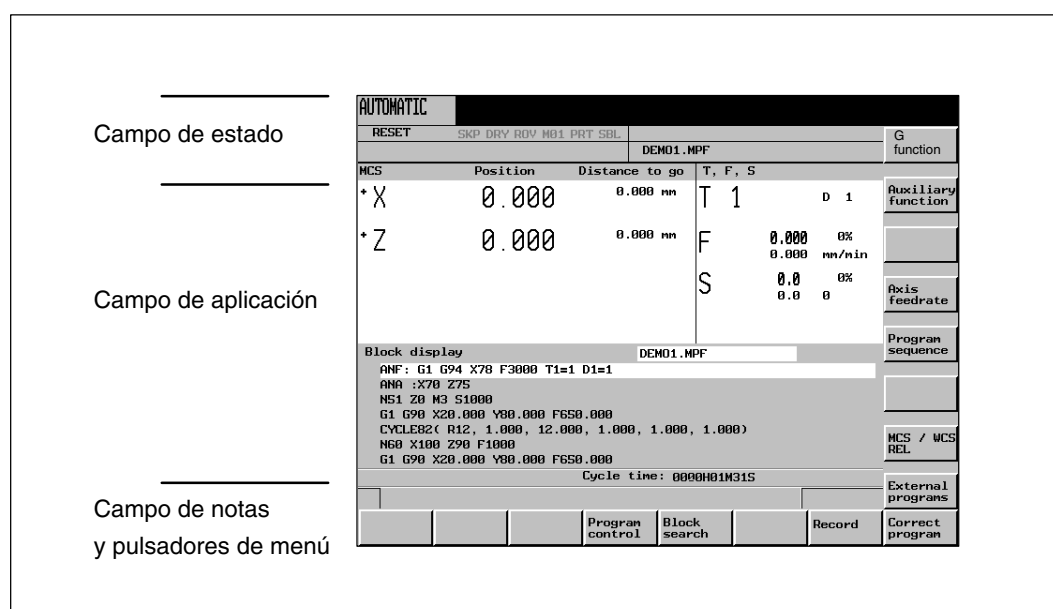 Campo de estado
Campo de aplicación
Campo de notas
y pulsadores de menú
AUTOMATIC
RESET SKP DRY ROV M01 PRT SBL
DEMO1.MPF
MCS Position Distance to go T, F, S
+X 0.000 0.000 mm T 1 D 1
+Z 0.000 0.000 mm F 0.000 0%
0.000 mm/min
S 0.0 0%
0.0 0
Block display DEMO1.MPF
ANF: G1 G94 X78 F3000 T1=1 D1=1
ANA :X70 Z75
N51 Z0 M3 S1000
G1 G90 X20.000 Y80.000 F650.000
CYCLE82( R12, 1.000, 12.000, 1.000, 1.000, 1.000)
N60 X100 Z90 F1000
G1 G90 X20.000 Y80.000 F650.000
Cycle time: 0000H01M31S
G
function
Auxiliary
function
Axis
feedrate
Program
sequence
MCS / WCS
REL
External
programs
Program
control
Block
search
Record
Correct
program